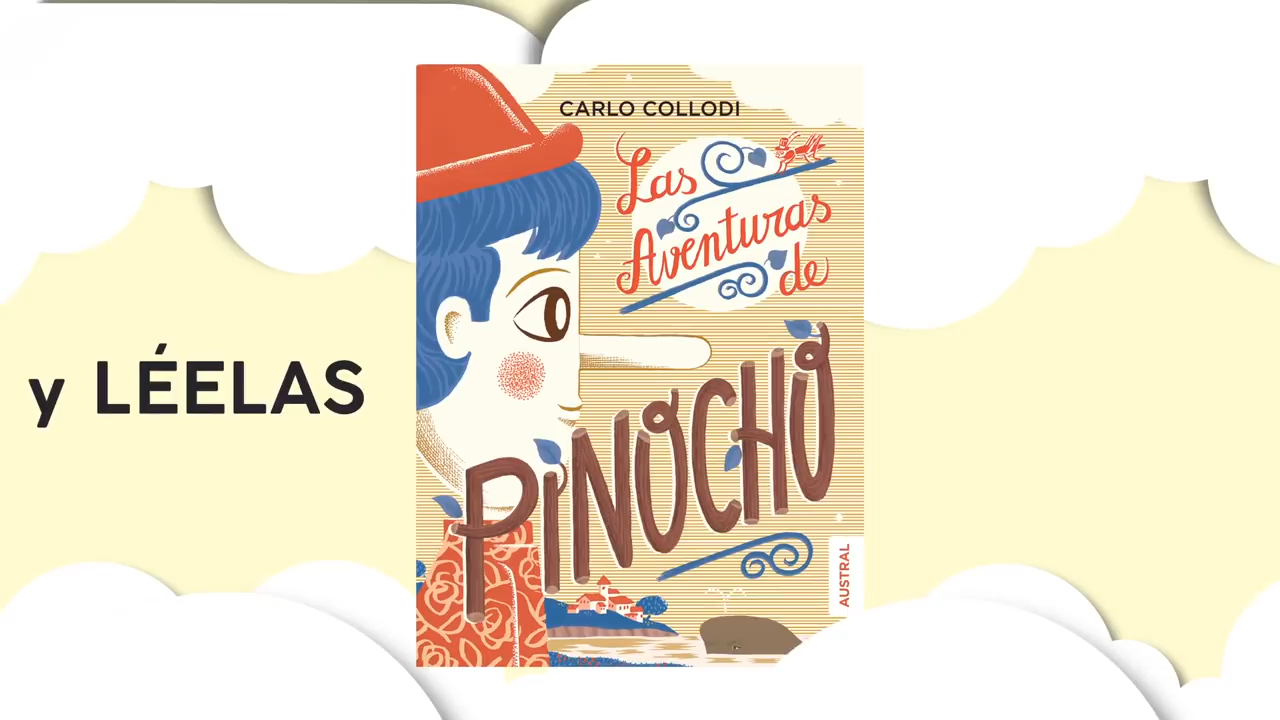 y LÉELAS
CARLO COLLODI
Las
Aventuras
de
PINOCHO
AUSTRAL